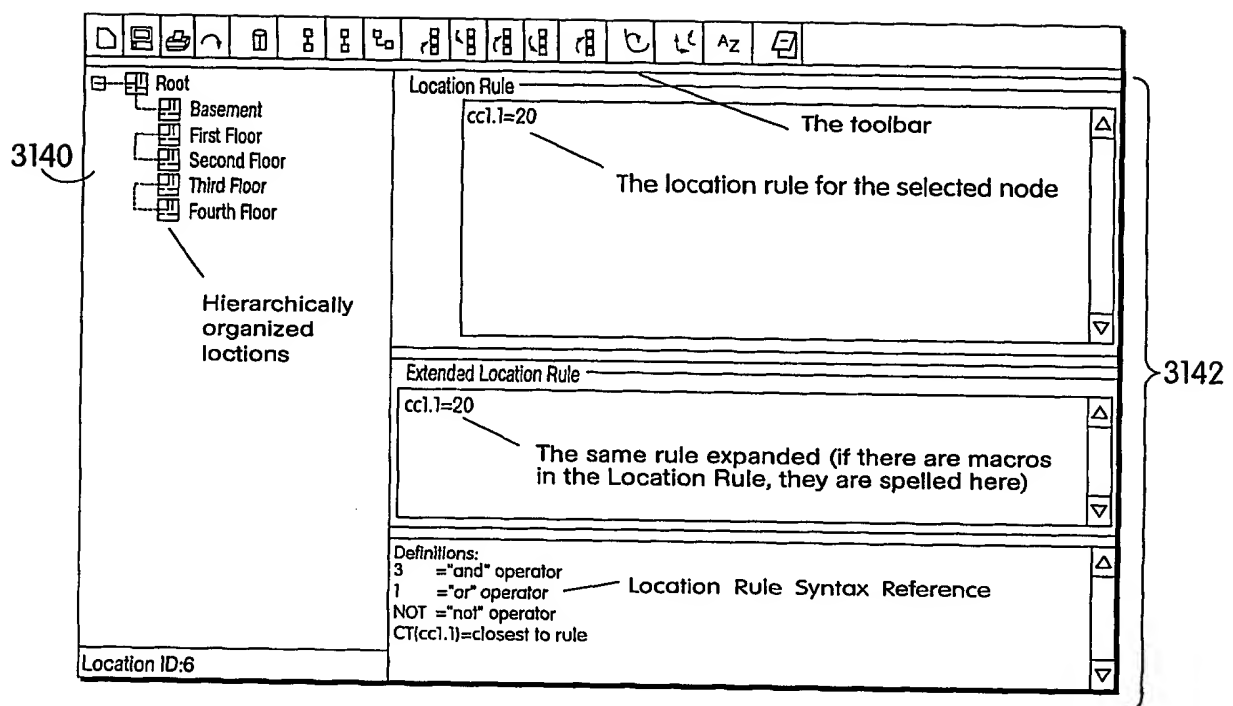 AZ
Root
Basement
First Floor
Second Floor
Third Floor
Fourth Floor
3140
Hierarchically
organized
loctions
Location ID:6
Location Rule
cc1.1=20
The toolbar
The location rule for the selected node
Extended Location Rule
cc1.1=20
The same rule expanded (if there are macros
in the Location Rule, they are spelled here)
Definitions:
3 ="and" operator
1 ="or" operator
Location Rule Syntax Reference
NOT ="not" operator
CT(cc1.1)=closest to rule
3142